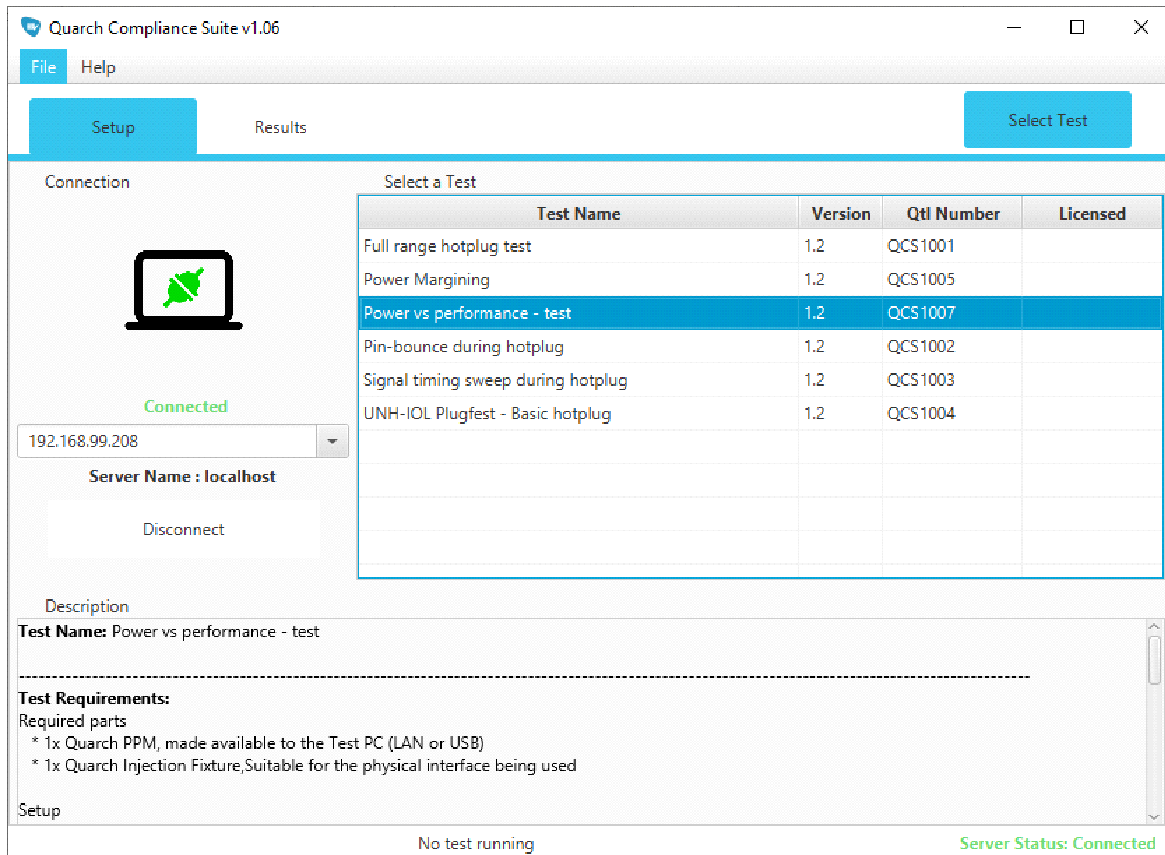 Quarch Compliance Suite v1.06
File Help
Setup Results Select Test
Connection
Select a Test
Test Name Version Qtl Number Licensed
Full range hotplug test 1.2 QCS1001
Power Margining 1.2 QCS1005
Power vs performance - test 1.2 QCS1007
Pin-bounce during hotplug 1.2 QCS1002
Signal timing sweep during hotplug 1.2 QCS1003
UNH-IOL Plugfest - Basic hotplug 1.2 QCS1004
Connected
192.168.99.208
Server Name : localhost
Disconnect
Description
Test Name: Power vs performance - test
Test Requirements:
Required parts
* 1x Quarch PPM, made available to the Test PC (LAN or USB)
* 1x Quarch Injection Fixture,Suitable for the physical interface being used
Setup
No test running
Server Status: Connected